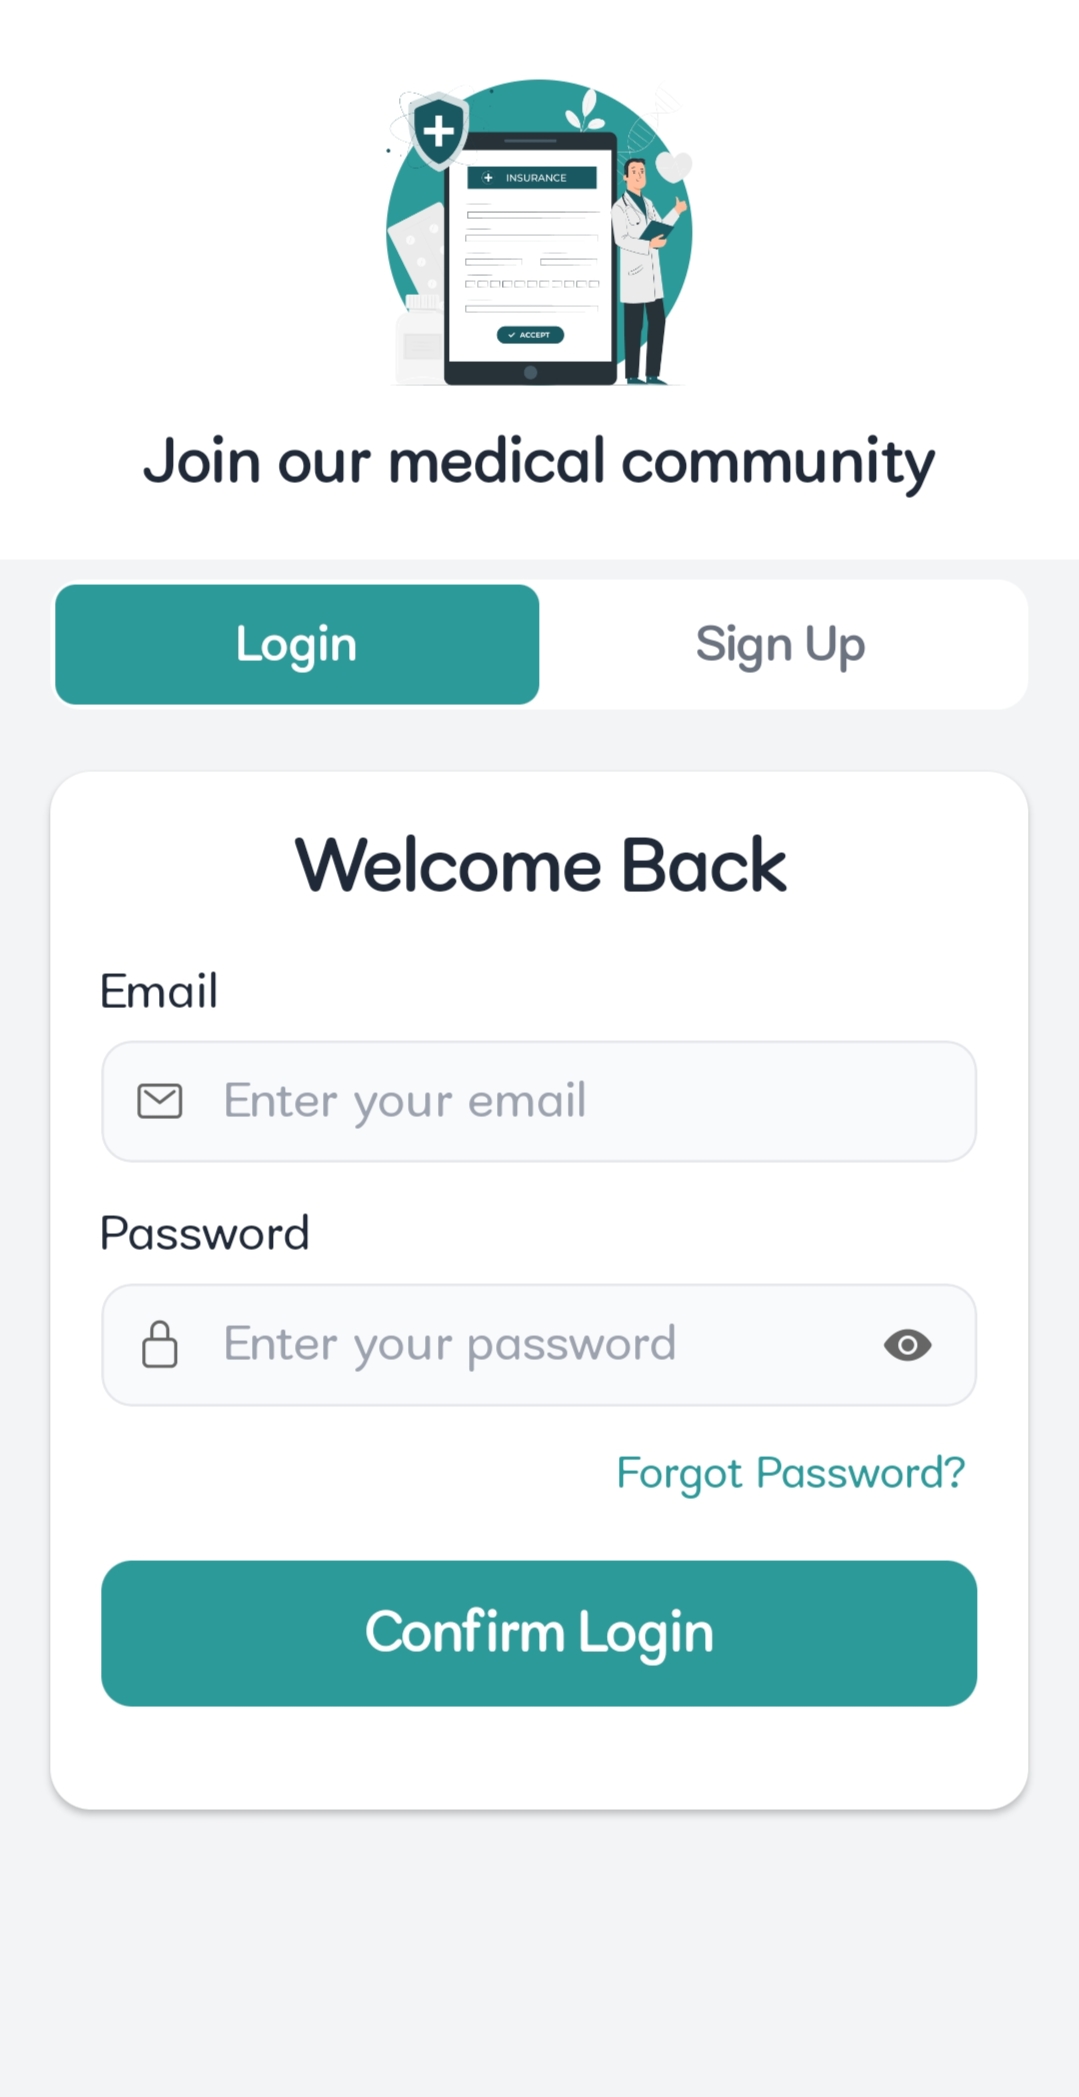 INSURANCE
ACCEPT
Join our medical community
Login
Sign Up
Welcome Back
Email
Enter your email
Password
Enter your password
Forgot Password?
Confirm Login